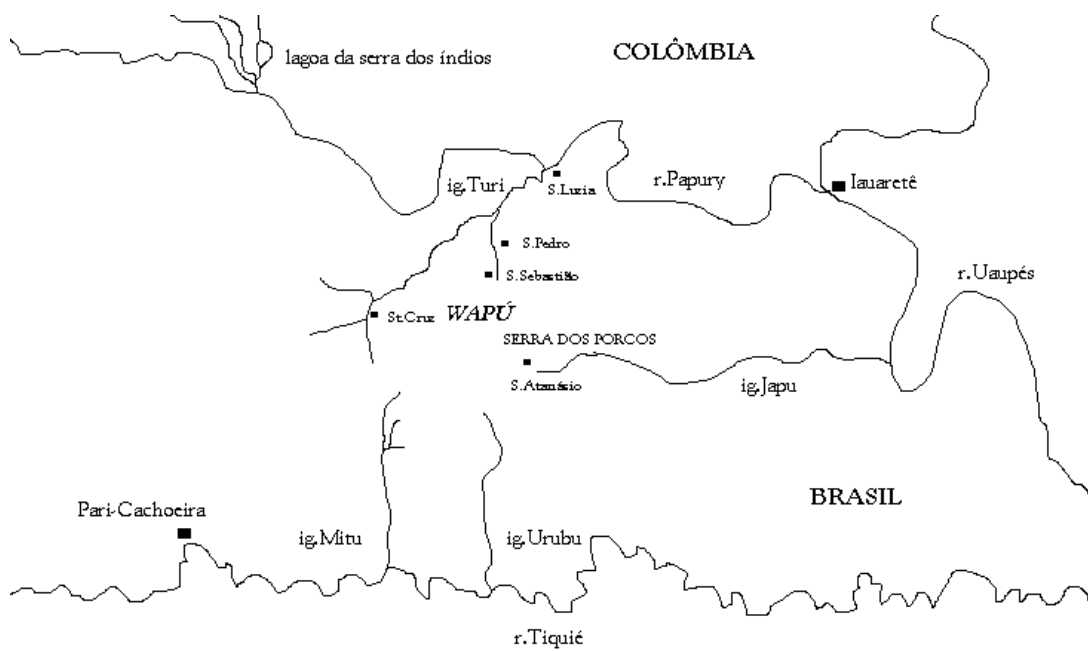 COLÔMBIA
lagoa da serra dos índios
ig.Turi
S.Luzia
r.Papury
Iauaretê
S.Pedro
S.Sebastião
r.Uaupés
St.Cruz
WAPÚ
SERRA DOS PORCOS
S.Atanásio
ig.Japu
BRASIL
Pari-Cachoeira
ig.Mitu
ig.Urubu
r.Tiquié